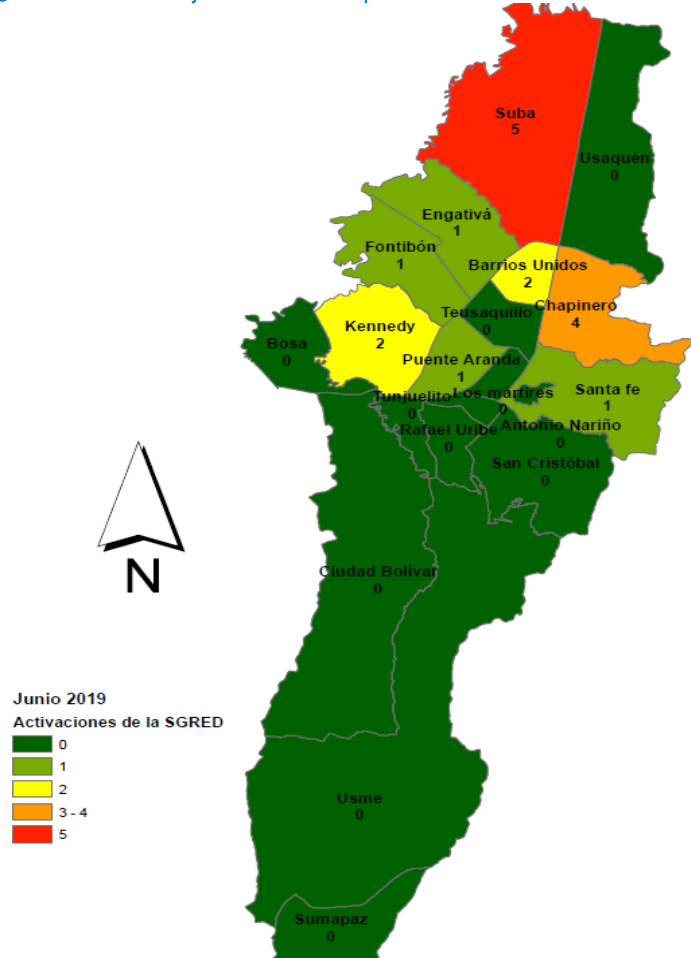 Suba
5
Usaquén
0
Engativá
1
Fontibón
1
Barrios Unidos
2
Chapinero
4
Teusaquillo
0
Kennedy
2
Bosa
0
Puente Aranda
1
Santa fe
1
Tunjuelito
0
Los mártires
0
Antonio Nariño
0
Rafael Uribe
0
San Cristóbal
0
N
Ciudad Bolívar
0
Junio 2019
Activaciones de la SGRED
0
1
2
3 - 4
5
Usme
0
Sumapaz
0